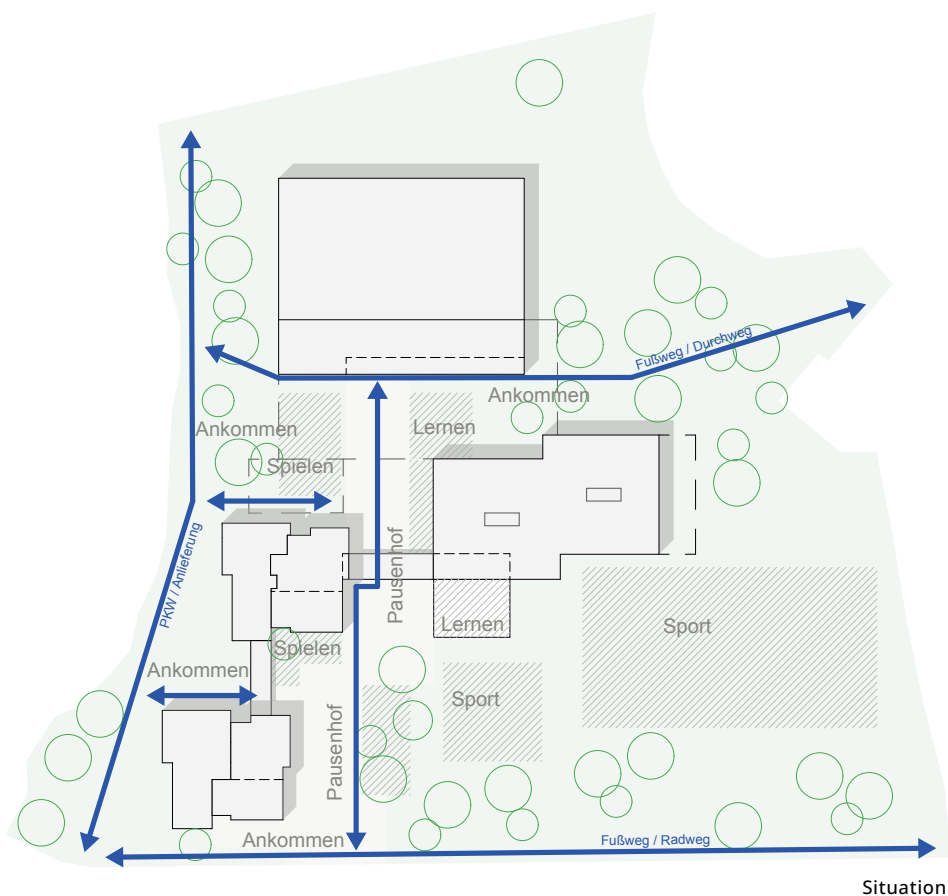 Fußweg / Durchweg
Ankommen
Ankommen
Lernen
Spielen
PKW / Anlieferung
Pausenhof
Lernen
Sport
Spielen
Ankommen
Sport
Pausenhof
Ankommen
Fußweg / Radweg
Situation